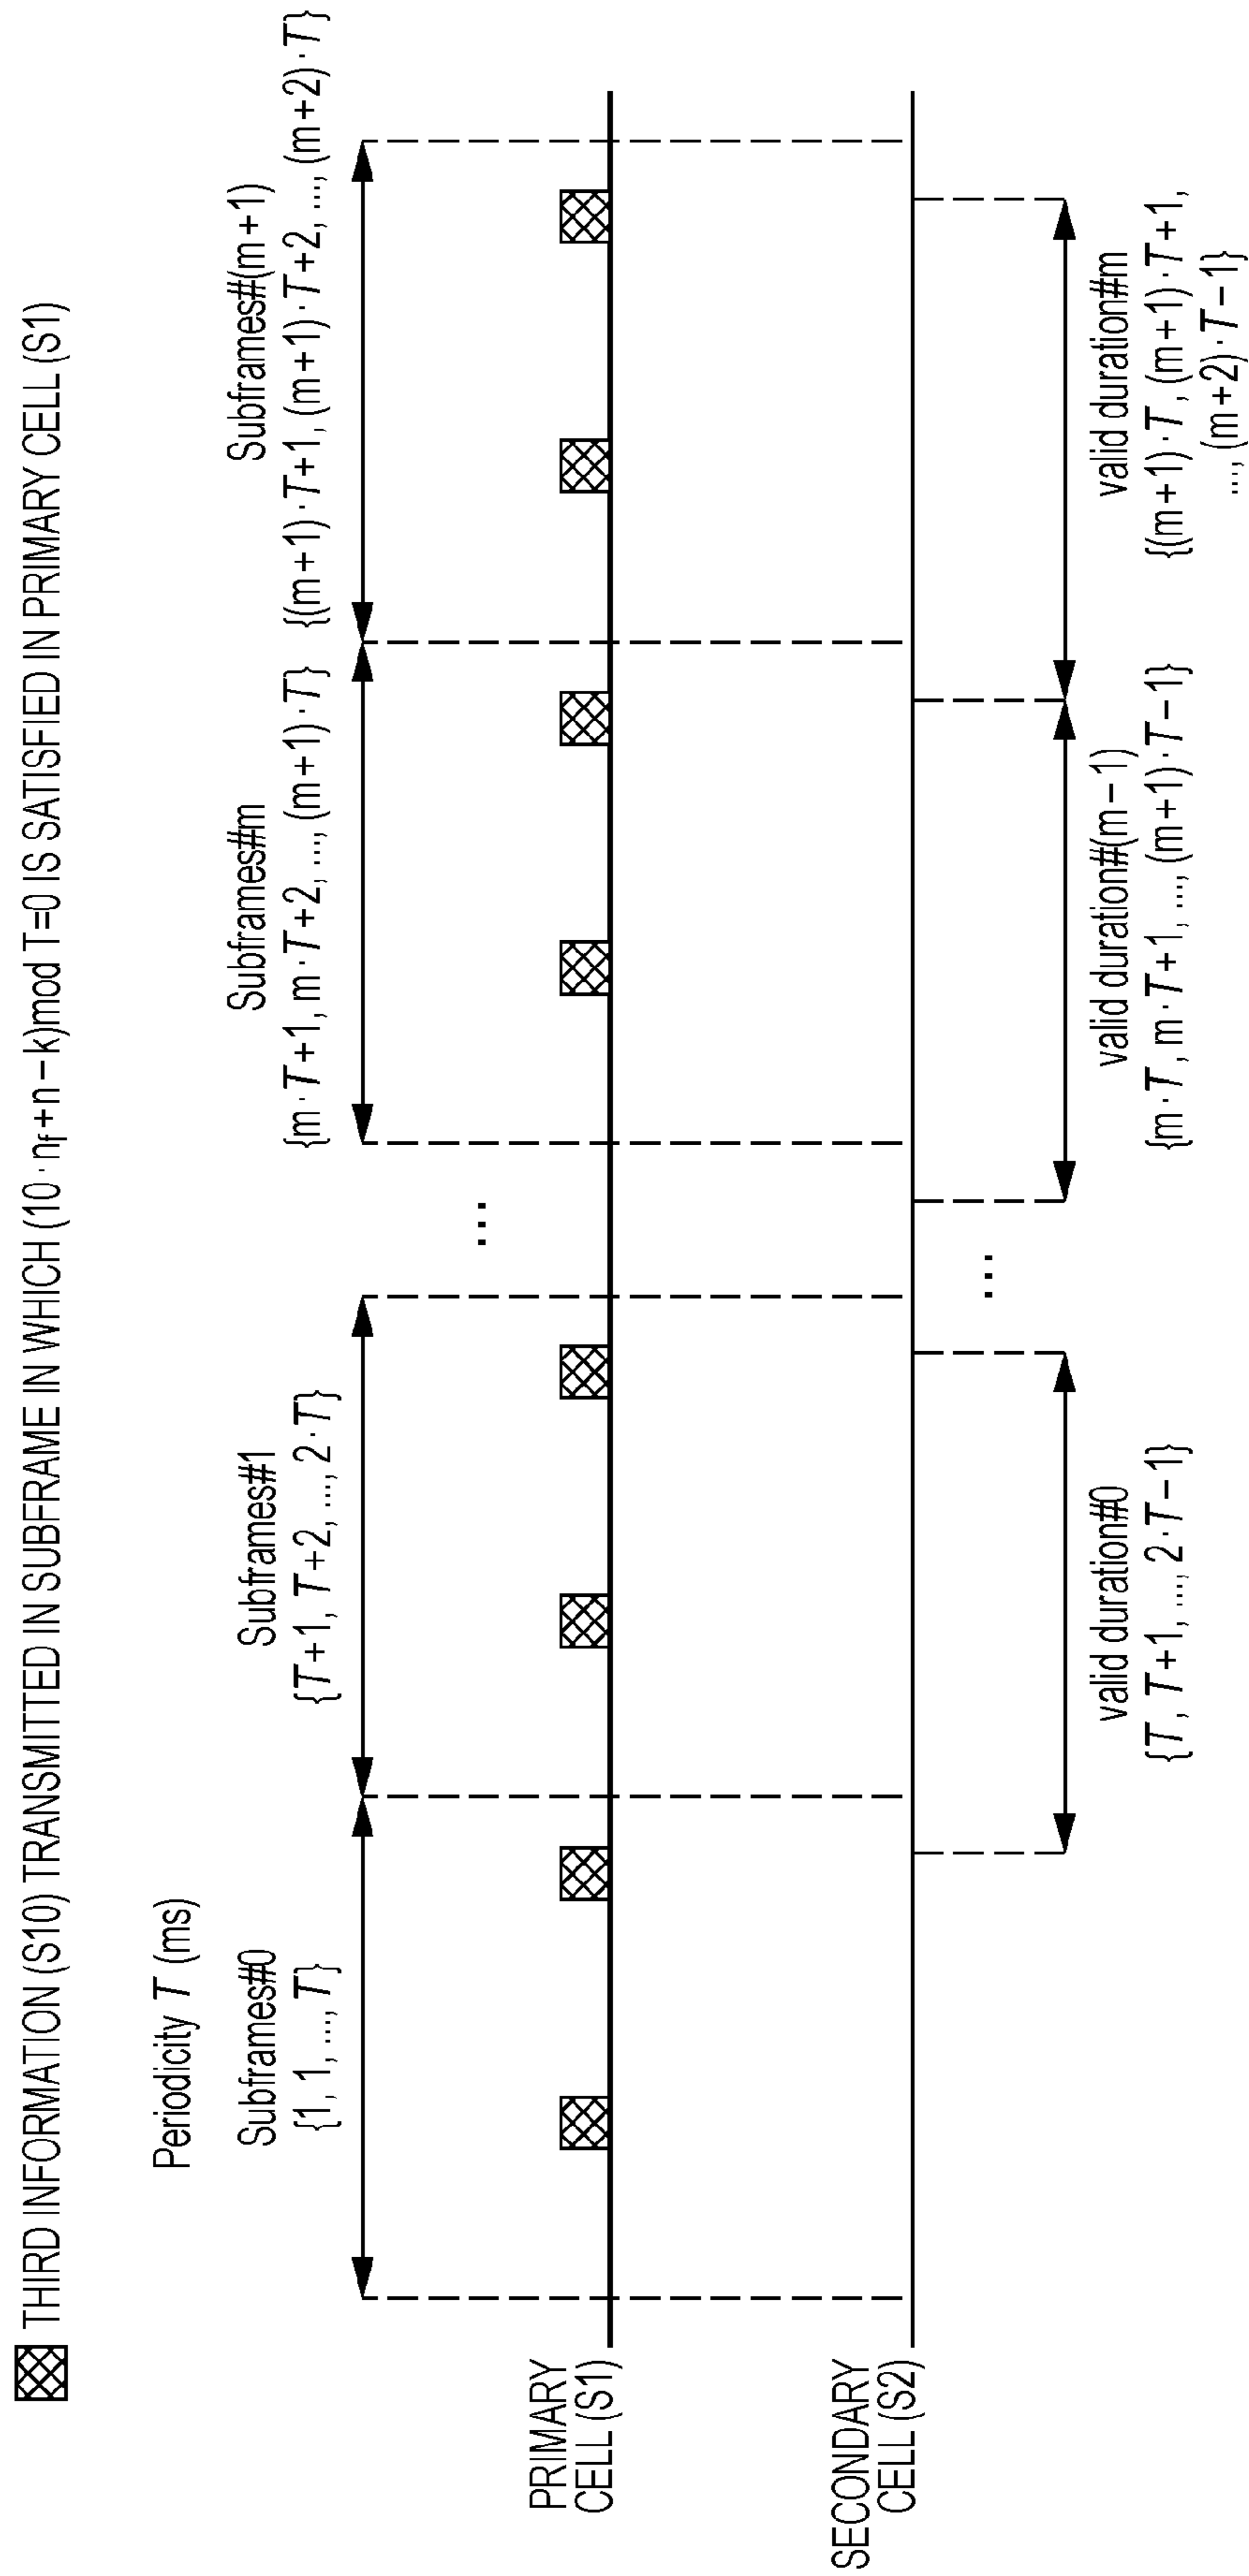 THIRD INFORMATION (S10) TRANSMITTED IN SUBFRAME IN WHICH (10·nf+n−k)mod T=0 IS SATISFIED IN PRIMARY CELL (S1)
Periodicity T (ms)
Subframes#0
{1, 1, ..., T}
Subframes#1
{T+1, T+2, ..., 2·T}
...
Subframes#m
{m·T+1, m·T+2, ..., (m+1)·T}
Subframes#(m+1)
{(m+1)·T+1, (m+1)·T+2, ..., (m+2)·T}
PRIMARY
CELL (S1)
SECONDARY
CELL (S2)
valid duration#0
{T, T+1, ..., 2·T−1}
...
valid duration#(m−1)
{m·T, m·T+1, ..., (m+1)·T−1}
valid duration#m
{(m+1)·T, (m+1)·T+1,
..., (m+2)·T−1}